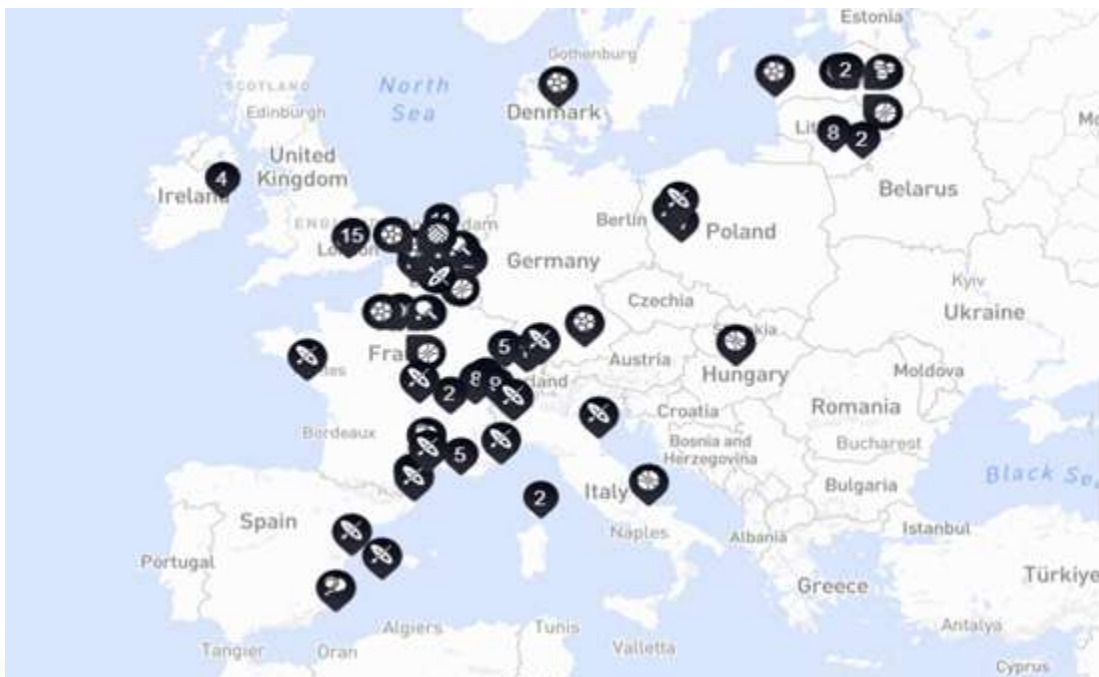 Estonia
Gothenburg
North
Sea
SCOTLAND
Edinburgh
2
Denmark
8
2
United
Kingdom
4
Ireland
Belarus
Berlin
Poland
15
Germany
Kyiv
Czechia
Ukraine
5
Austria
Hungary
Moldova
8
2
Croatia
Romania
Bordeaux
Bosnia and
Herzegovina
Bucharest
5
Bulgaria
Black
2
Italy
Spain
Istanbul
Naples
Albania
Portugal
Greece
Türkiye
Algiers
Tunis
Antalya
Tangier
Oran
Valletta
Cyprus